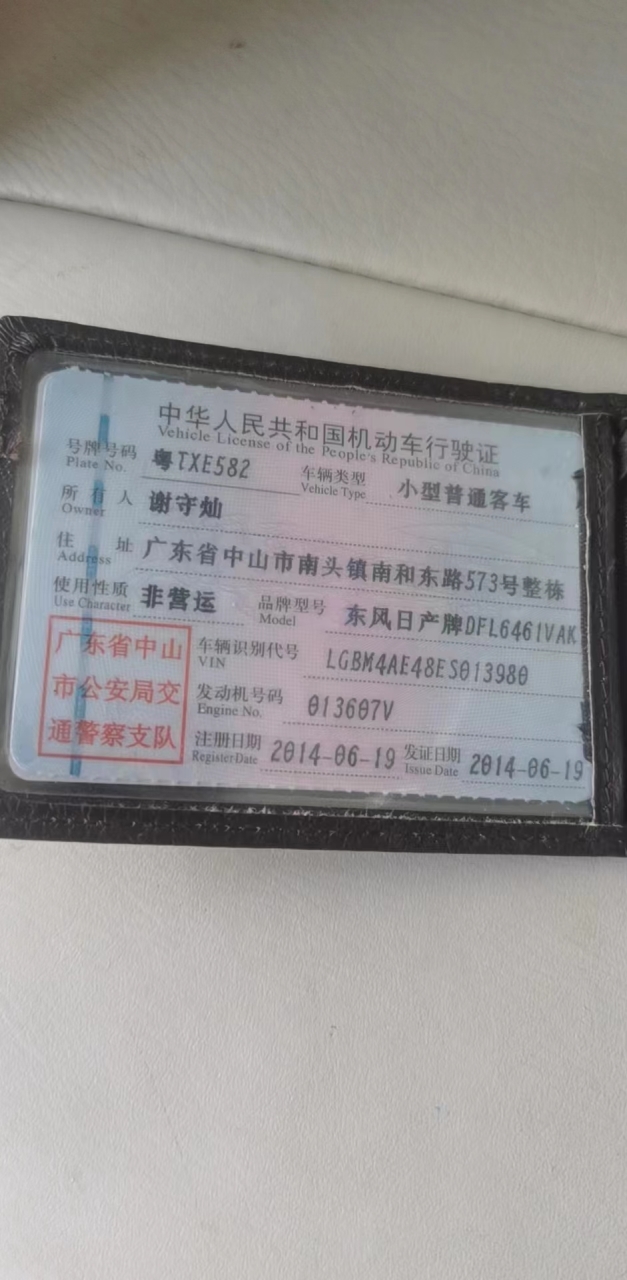 中华人民共和国机动车行驶证
Vehicle License of the People's Republic of China
号牌号码 粤TXE582 车辆类型 小型普通客车
Plate No. Vehicle Type
所有人 谢守灿
Owner
住址 广东省中山市南头镇南和东路573号整栋
Address
使用性质 非营运 品牌型号 东风日产牌DFL6461VAK
Use Character Model
广东省中山
市公安局交
通警察支队
车辆识别代号 LGBM4AE48ES013980
VIN
发动机号码 013607V
Engine No.
注册日期 2014-06-19 发证日期 2014-06-19
Register Date Issue Date